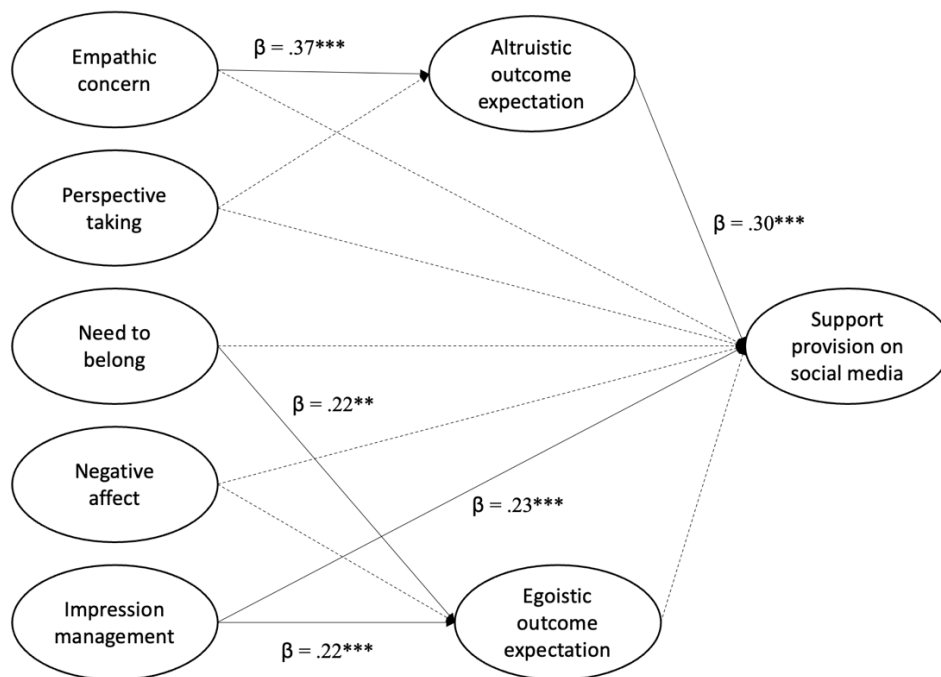 Empathic
concern
β = .37***
Altruistic
outcome
expectation
Perspective
taking
β = .30***
Need to
belong
Support
provision on
social media
β = .22**
Negative
affect
β = .23***
Impression
management
β = .22***
Egoistic
outcome
expectation